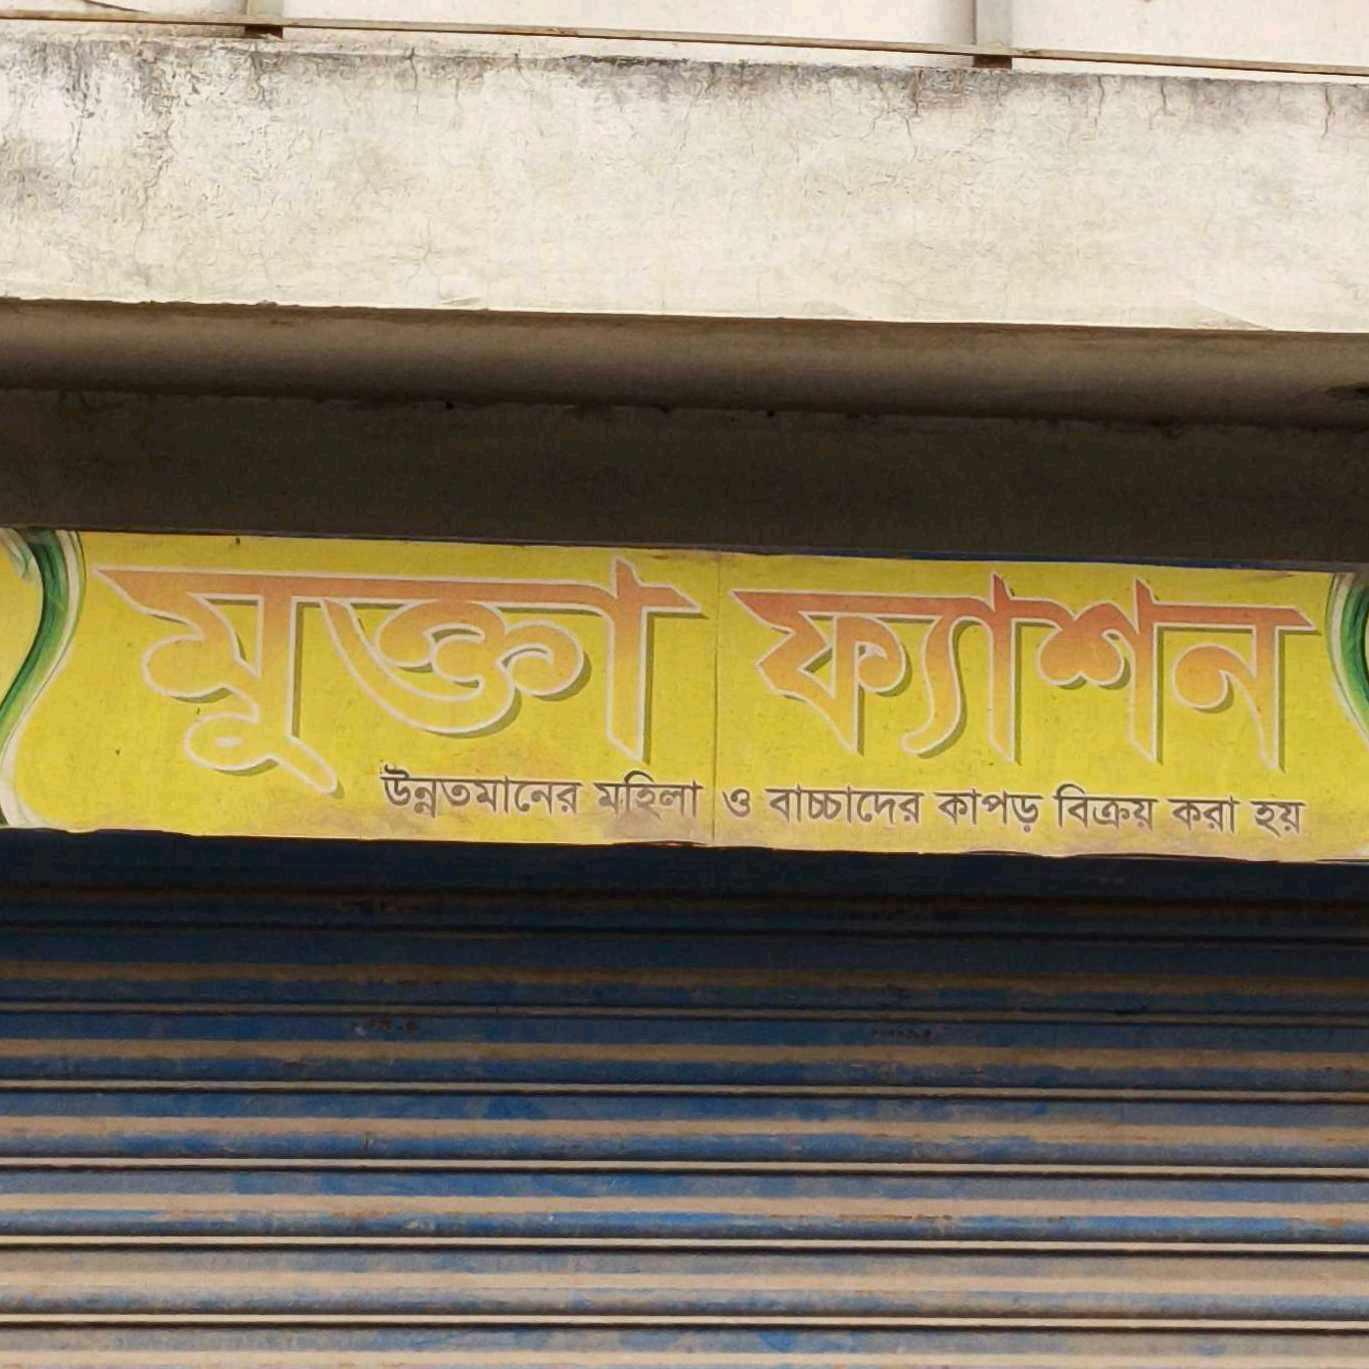 মুক্তা ফ্যাশন
উন্নতমানের মহিলা ও বাচ্চাদের কাপড় বিক্রয় করা হয়